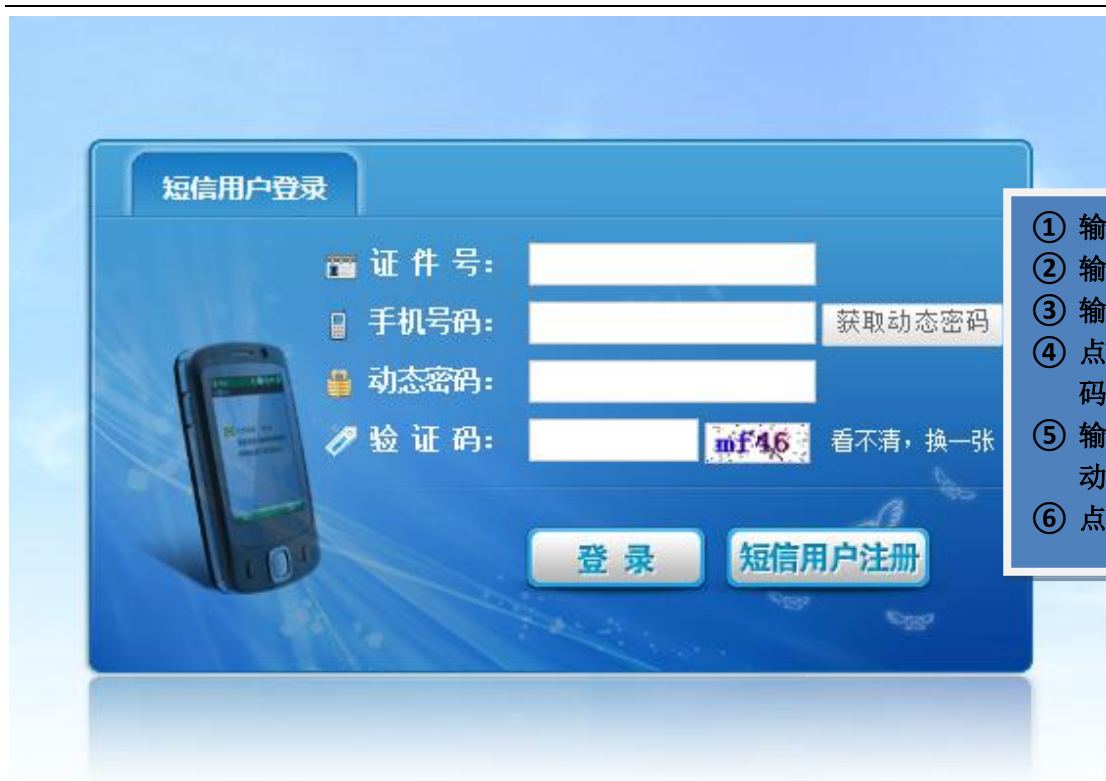 短信用户登录
证 件 号:
手机号码:
获取动态密码
动态密码:
验 证 码:
mf46
看不清，换一张
登 录
短信用户注册
① 输
② 输
③ 输
④ 点
码
⑤ 输
动
⑥ 点